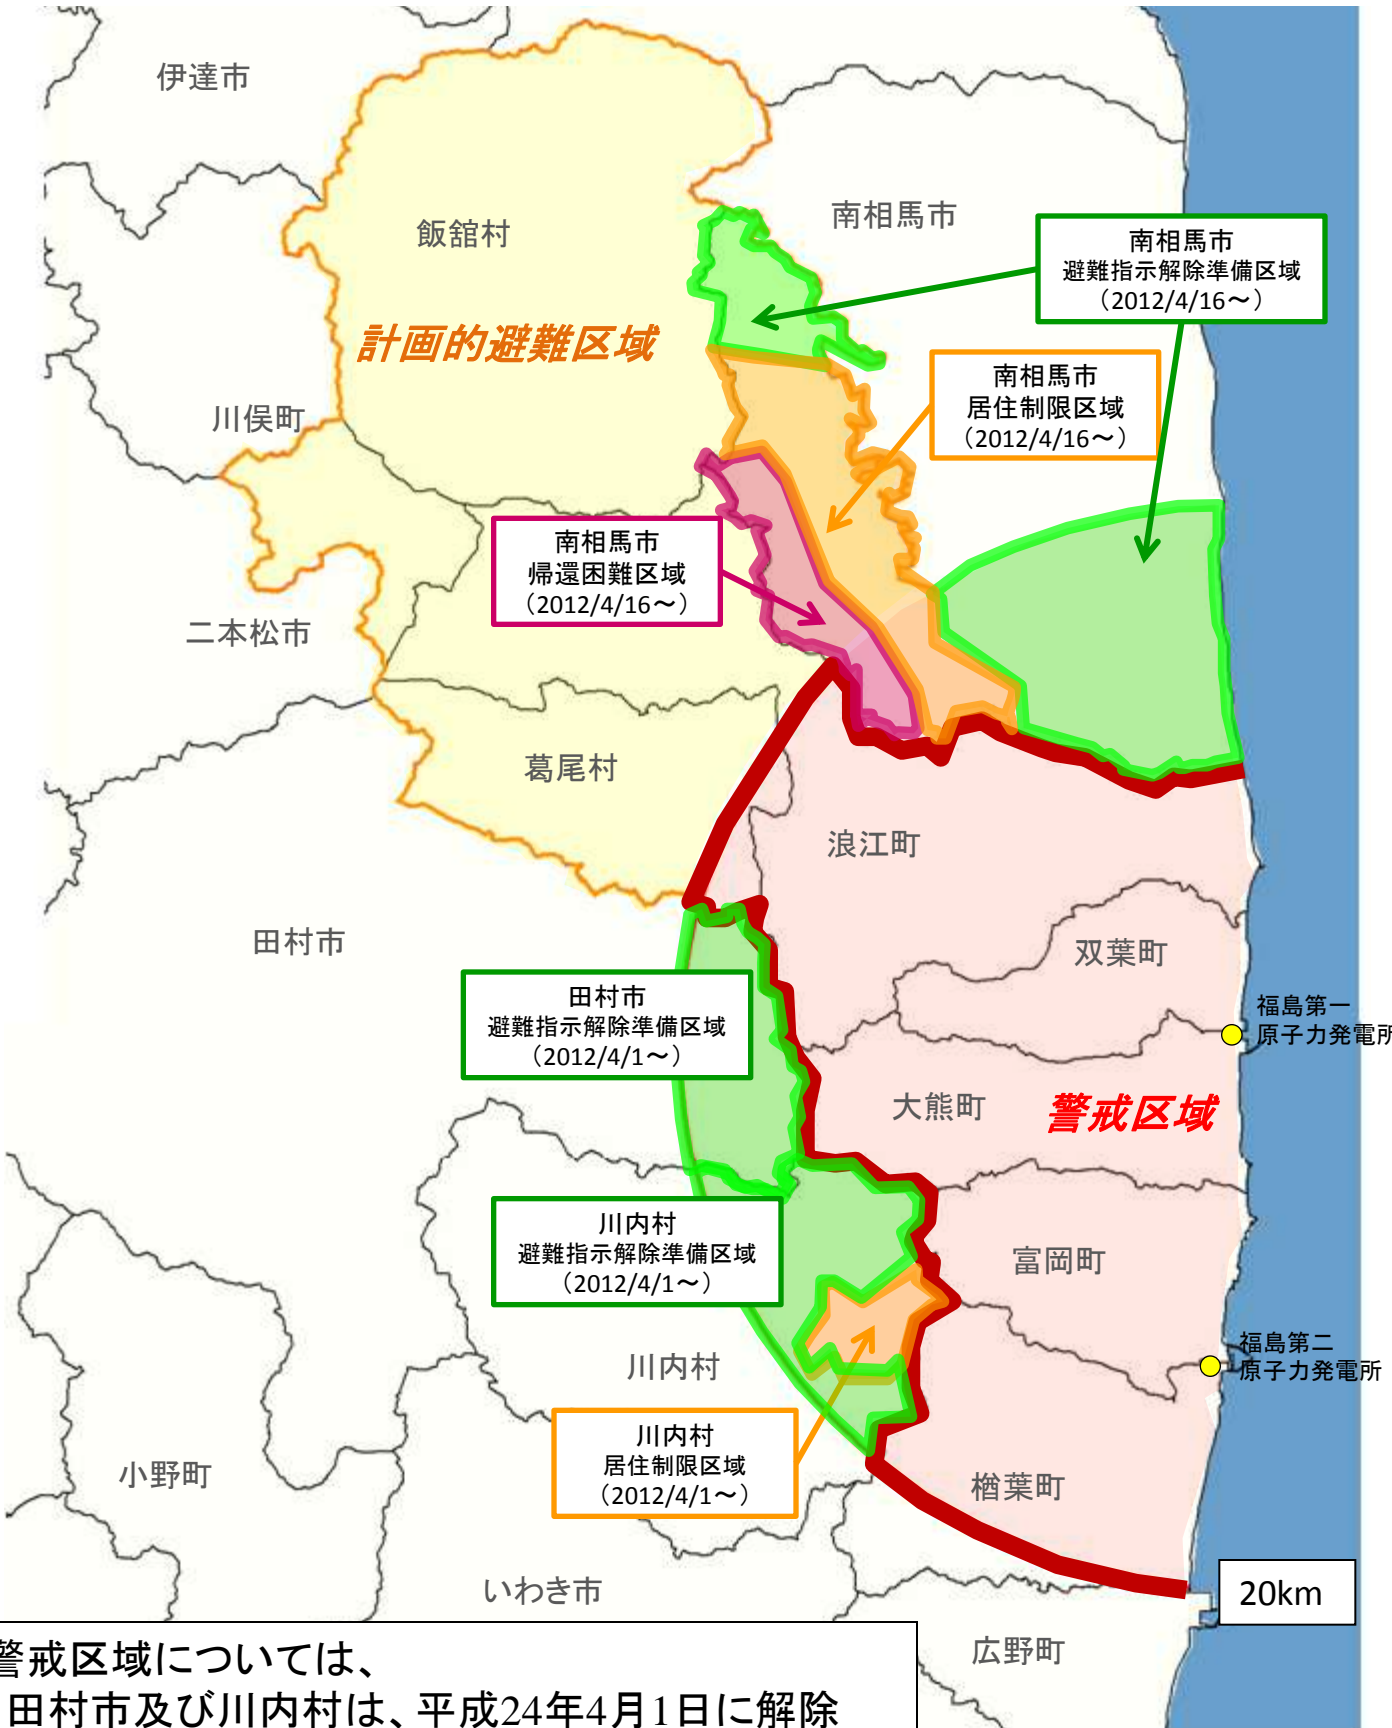 伊達市
飯舘村
南相馬市
南相馬市
避難指示解除準備区域
（2012/4/16～）
計画的避難区域
南相馬市
居住制限区域
（2012/4/16～）
川俣町
南相馬市
帰還困難区域
（2012/4/16～）
二本松市
葛尾村
浪江町
田村市
双葉町
田村市
避難指示解除準備区域
（2012/4/1～）
福島第一
原子力発電所
大熊町
警戒区域
川内村
避難指示解除準備区域
（2012/4/1～）
富岡町
川内村
福島第二
原子力発電所
川内村
居住制限区域
（2012/4/1～）
小野町
楢葉町
いわき市
20km
広野町
警戒区域については、
田村市及び川内村は、平成24年4月1日に解除